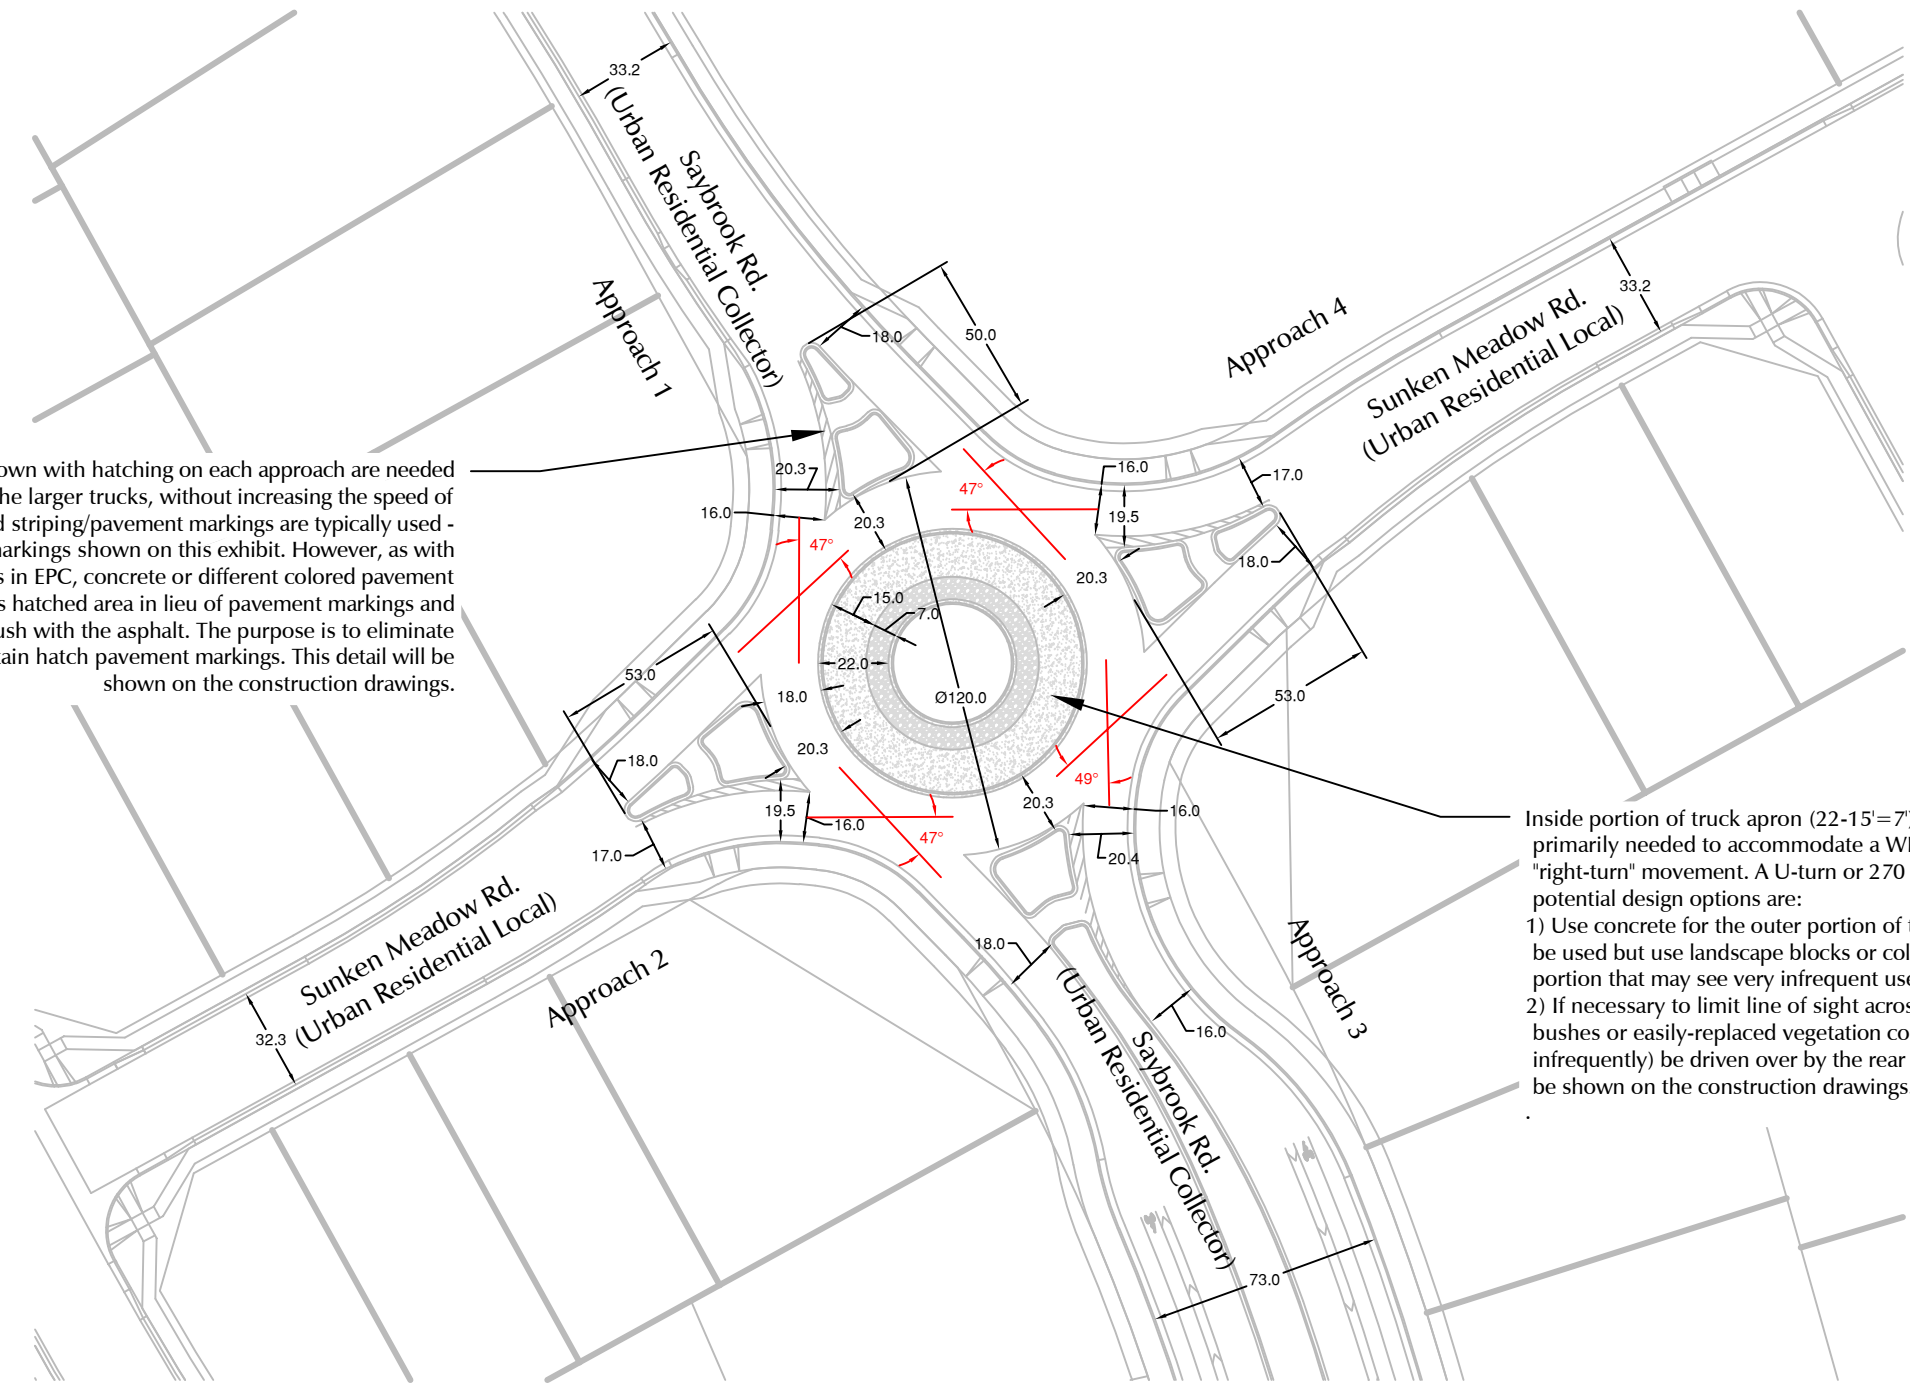 33.2
Saybrook Rd.
(Urban Residential Collector)
Approach 1
18.0
50.0
Approach 4
Sunken Meadow Rd.
(Urban Residential Local)
33.2
own with hatching on each approach are needed
he larger trucks, without increasing the speed of
d striping/pavement markings are typically used -
arkings shown on this exhibit. However, as with
s in EPC, concrete or different colored pavement
s hatched area in lieu of pavement markings and
ush with the asphalt. The purpose is to eliminate
tain hatch pavement markings. This detail will be
shown on the construction drawings.
20.3
16.0
47°
20.3
47°
16.0
19.5
17.0
18.0
20.3
15.0
7.0
22.0
Ø120.0
18.0
20.3
53.0
18.0
53.0
19.5
16.0
17.0
47°
49°
20.3
16.0
20.4
18.0
16.0
Sunken Meadow Rd.
(Urban Residential Local)
32.3
Approach 2
Approach 3
Saybrook Rd.
(Urban Residential Collector)
73.0
Inside portion of truck apron (22-15'=7')
primarily needed to accommodate a W
"right-turn" movement. A U-turn or 270
potential design options are:
1) Use concrete for the outer portion of t
be used but use landscape blocks or col
portion that may see very infrequent use
2) If necessary to limit line of sight acros
bushes or easily-replaced vegetation co
infrequently) be driven over by the rear
be shown on the construction drawings
.